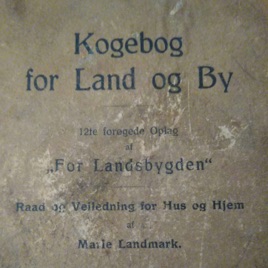 Kogebog
for Land og By
12te forøgede Oplag
af
„For Landsbygden“
Raad og Veiledning for Hus og Hjem
af
Marie Landmark.